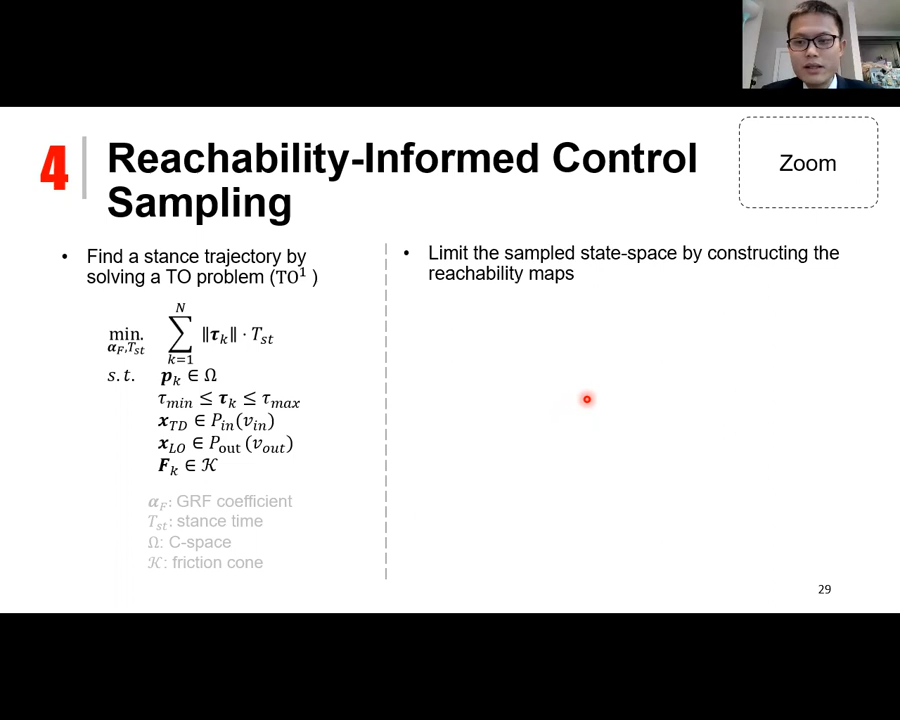 4
Reachability-Informed Control
Sampling
Zoom
• Find a stance trajectory by
solving a TO problem (TO¹ )
min. α_F,T_st ∑_{k=1}^{N} ‖τ_k‖ · T_st
s.t. p_k ∈ Ω
τ_min ≤ τ_k ≤ τ_max
x_TD ∈ P_in(v_in)
x_LO ∈ P_out (v_out)
F_k ∈ 𝒦
α_F: GRF coefficient
T_st: stance time
Ω: C-space
𝒦: friction cone
• Limit the sampled state-space by constructing the
reachability maps
29